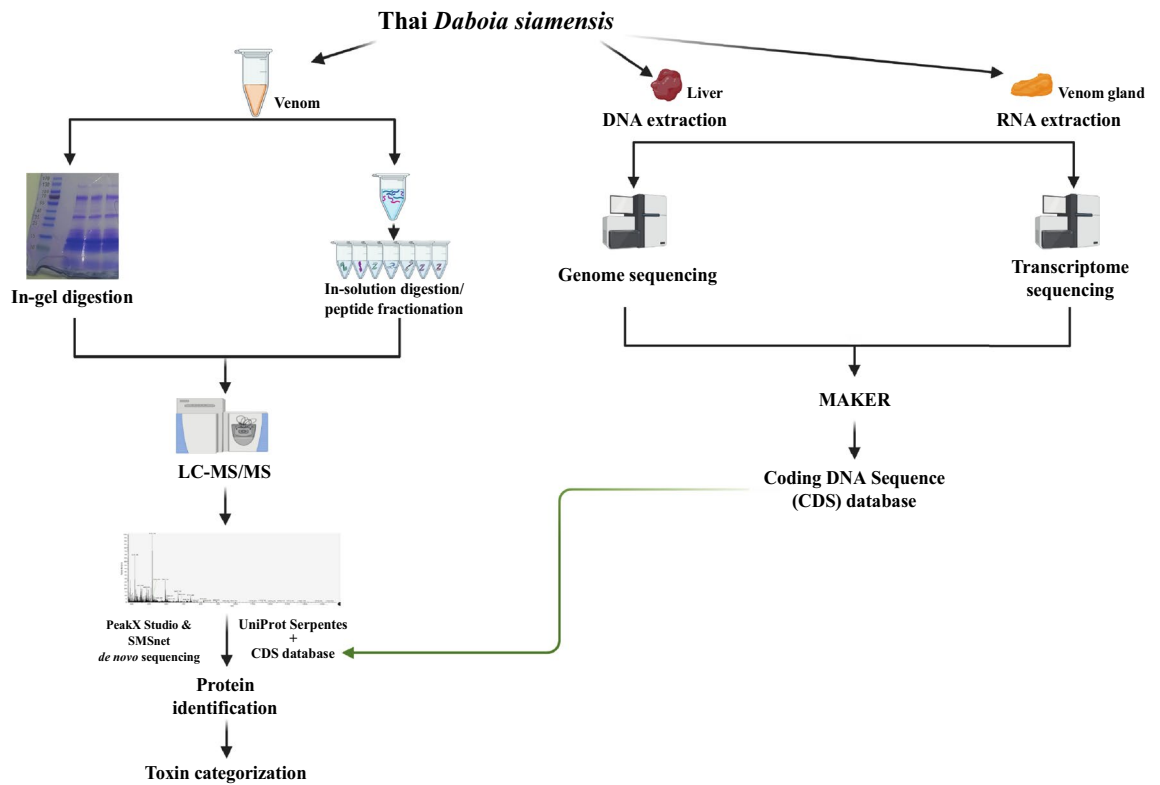 Thai Daboia siamensis
Venom
Liver
DNA extraction
Venom gland
RNA extraction
In-gel digestion
In-solution digestion/
peptide fractionation
Genome sequencing
Transcriptome
sequencing
MAKER
LC-MS/MS
Coding DNA Sequence
(CDS) database
PeakX Studio &
SMSnet
de novo sequencing
UniProt Serpentes
+
CDS database
Protein
identification
Toxin categorization